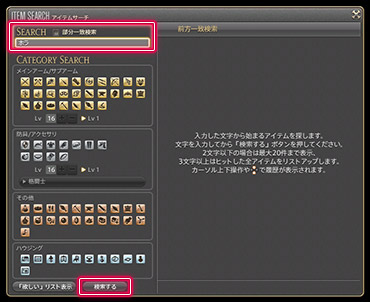 ITEM SEARCH アイテムサーチ
SEARCH 部分一致検索
ホラ
CATEGORY SEARCH
メインアーム/サブアーム
Lv 16 Lv 1
防具/アクセサリ
Lv 16 Lv 1
格闘士
その他
ハウジング
「欲しい」リスト表示
検索する
前方一致検索
入力した文字から始まるアイテムを探します。
文字を入力してから「検索する」ボタンを押してください。
2文字以下の場合は最大20件まで表示、
3文字以上はヒットした全アイテムをリストアップします。
カーソル上下操作や で履歴が表示されます。